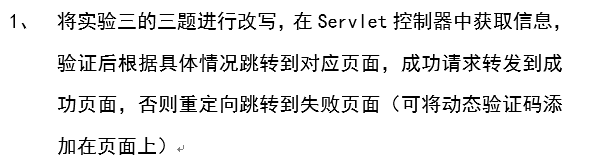 1、 将实验三的三题进行改写，在 Servlet 控制器中获取信息，
验证后根据具体情况跳转到对应页面，成功请求转发到成
功页面，否则重定向跳转到失败页面（可将动态验证码添
加在页面上）